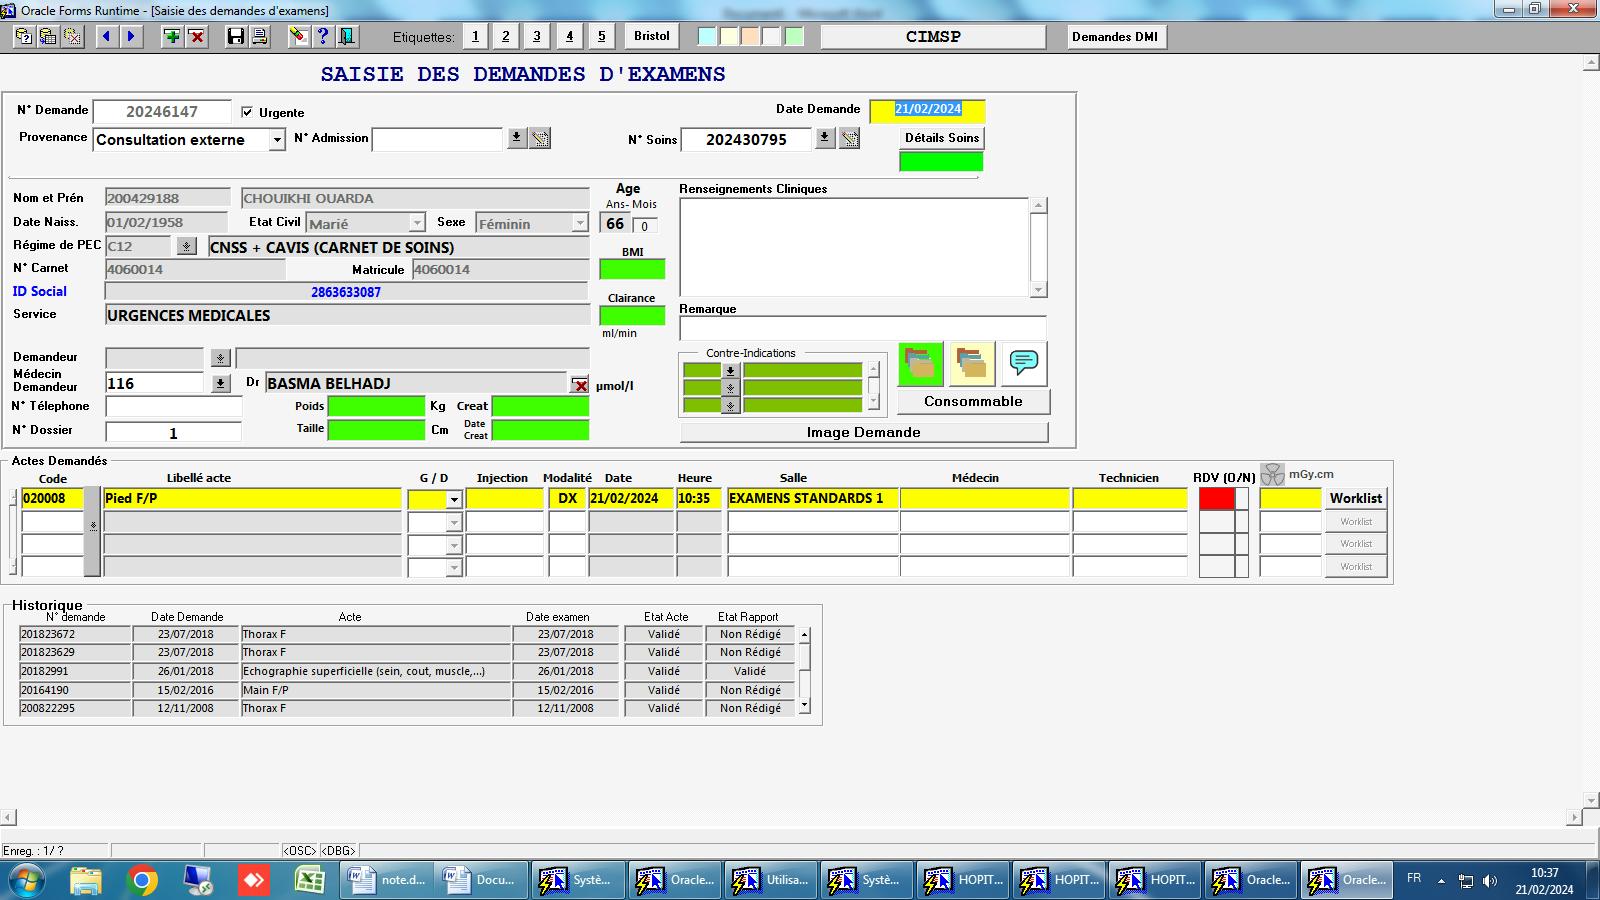 Oracle Forms Runtime - [Saisie des demandes d'examens]
Etiquettes: 1 2 3 4 5 Bristol CIMSP Demandes DMI
SAISIE DES DEMANDES D'EXAMENS
N° Demande 20246147 Urgente Date Demande 21/02/2024
Provenance Consultation externe N° Admission N° Soins 202430795 Détails Soins
Nom et Prén 200429188 CHOUIKHI OUARDA Age Renseignements Cliniques
Ans- Mois
Date Naiss. 01/02/1958 Etat Civil Marié Sexe Féminin 66 0
Régime de PEC C12 CNSS + CAVIS (CARNET DE SOINS) BMI
N° Carnet 4060014 Matricule 4060014
ID Social 2863633087 Clairance
Service URGENCES MEDICALES Remarque
ml/min
Demandeur Contre-Indications
Médecin Demandeur 116 Dr BASMA BELHADJ µmol/l
N° Télephone Poids Kg Creat Consommable
N° Dossier 1 Taille Cm Date Creat Image Demande
Actes Demandés
Code Libellé acte G / D Injection Modalité Date Heure Salle Médecin Technicien RDV (O/N) mGy.cm
020008 Pied F/P DX 21/02/2024 10:35 EXAMENS STANDARDS 1 Worklist
Worklist
Worklist
Worklist
Historique
N° demande Date Demande Acte Date examen Etat Acte Etat Rapport
201823672 23/07/2018 Thorax F 23/07/2018 Validé Non Rédigé
201823629 23/07/2018 Thorax F 23/07/2018 Validé Non Rédigé
20182991 26/01/2018 Echographie superficielle (sein, cout, muscle,...) 26/01/2018 Validé Validé
20164190 15/02/2016 Main F/P 15/02/2016 Validé Non Rédigé
200822295 12/11/2008 Thorax F 12/11/2008 Validé Non Rédigé
Enreg. : 1/ ? <OSC> <DBG>
note.d... Docu... Systè... Oracle... Utilisa... Systè... HOPIT... HOPIT... HOPIT... Oracle... Oracle... FR 10:37
21/02/2024